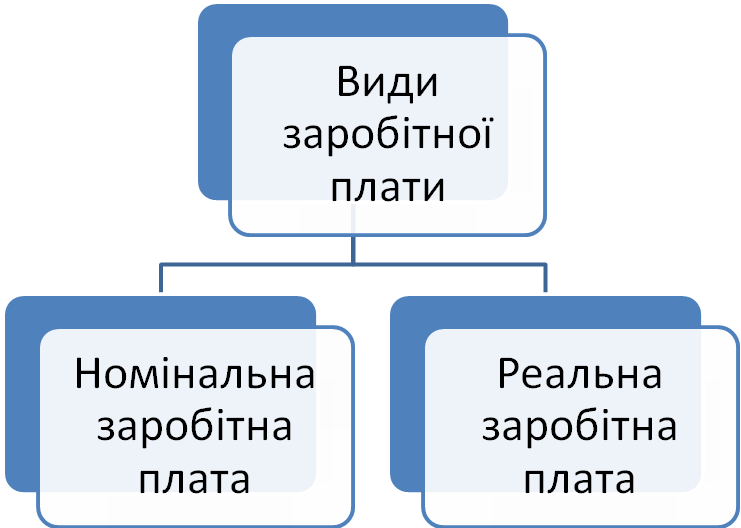 Види
заробітної
плати
Номінальна
заробітна
плата
Реальна
заробітна
плата